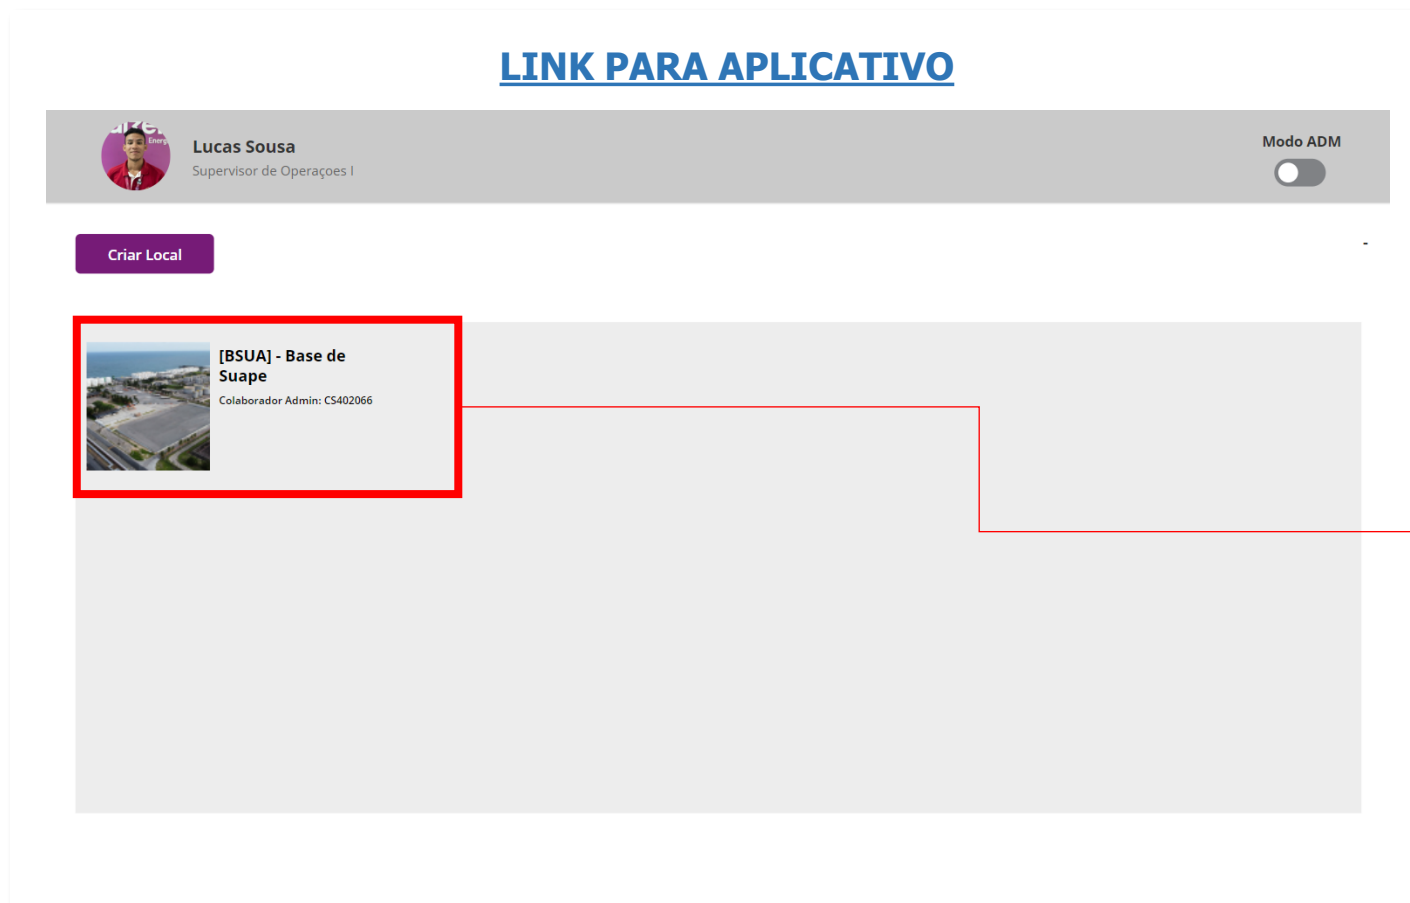 LINK PARA APLICATIVO
Energ
Lucas Sousa
Supervisor de Operaçoes I
Modo ADM
Criar Local
-
[BSUA] - Base de
Suape
Colaborador Admin: CS402066